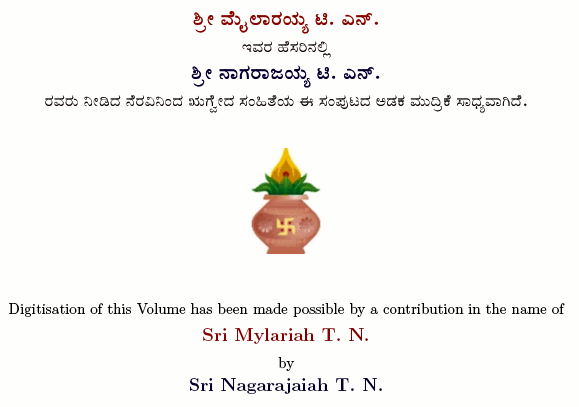 ಶ್ರೀ ಮೈಲಾರಯ್ಯ ಟಿ. ಎನ್.
ಇವರ ಹೆಸರಿನಲ್ಲಿ
ಶ್ರೀ ನಾಗರಾಜಯ್ಯ ಟಿ. ಎನ್.
ರವರು ನೀಡಿದ ನೆರವಿನಿಂದ ಋಗ್ವೇದ ಸಂಹಿತೆಯ ಈ ಸಂಪುಟದ ಅಡಕ ಮುದ್ರಿಕೆ ಸಾಧ್ಯವಾಗಿದೆ.
Digitisation of this Volume has been made possible by a contribution in the name of
Sri Mylariah T. N.
by
Sri Nagarajaiah T. N.